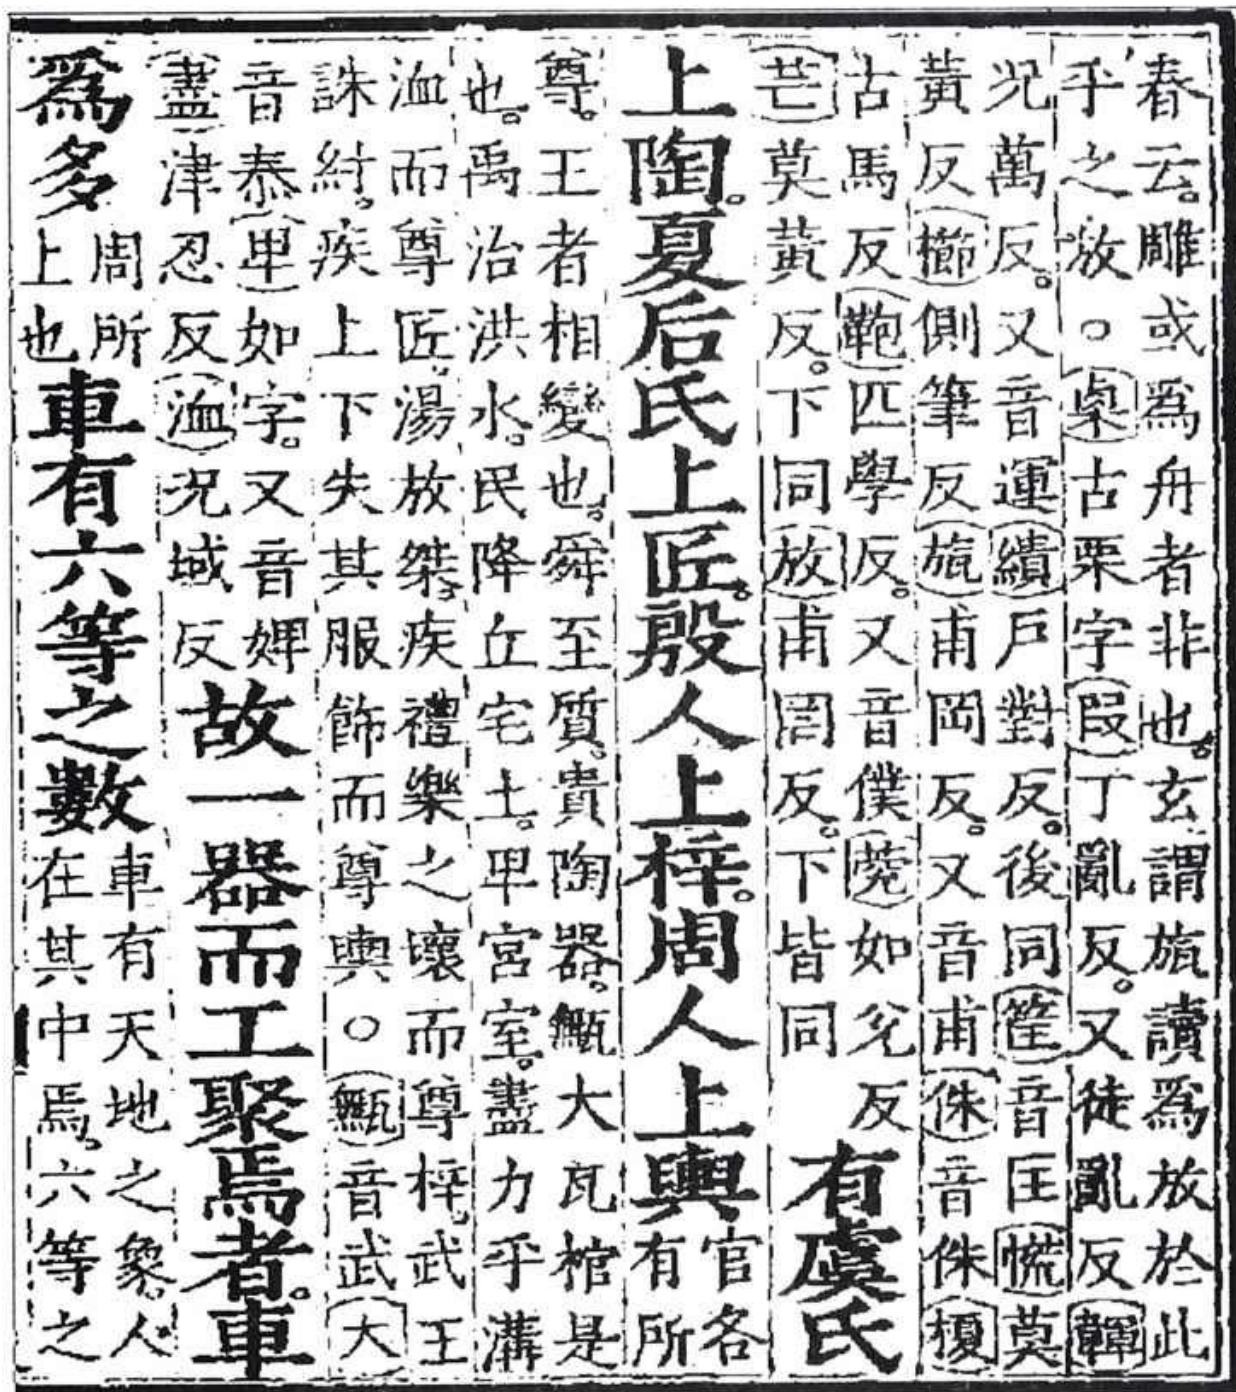 春云。雕或爲舟者非也。玄謂旊讀爲放於此
乎之放。○㮚古栗字(段)丁亂反。又徒亂反(韗)
况萬反。又音運(繢)戶對反。後同(筐)音匡(慌)莫
黃反(櫛)側筆反(旊)甫岡反。又音甫(侏)音侏(榎)
古馬反(鞄)匹學反。又音僕如兖反
(芒)莫黃反。下同(放)甫罔反。下皆同
有虞氏
上陶。夏后氏上匠。殷人上梓。周人上輿
官各
有所
尊。王者相變也。舜至質。貴陶器。甒大瓦棺是
也。禹治洪水。民降丘宅土。卑宮室。盡力乎溝
洫而尊匠。湯放桀。疾禮樂之壞而尊梓。武王
誅紂。疾上下失其服飾而尊輿。○(甒)音武(大)
音泰(卑)如字。又音婢
(盡)津忍反(洫)况域反
故一器而工聚焉者。車
爲多
周所
上也
車有六等之數
車有天地之象。人
在其中焉。六等之